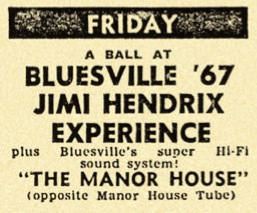 FRIDAY
A BALL AT
BLUESVILLE '67
JIMI HENDRIX
EXPERIENCE
plus Bluesville's super Hi-Fi
sound system!
"THE MANOR HOUSE"
(opposite Manor House Tube)